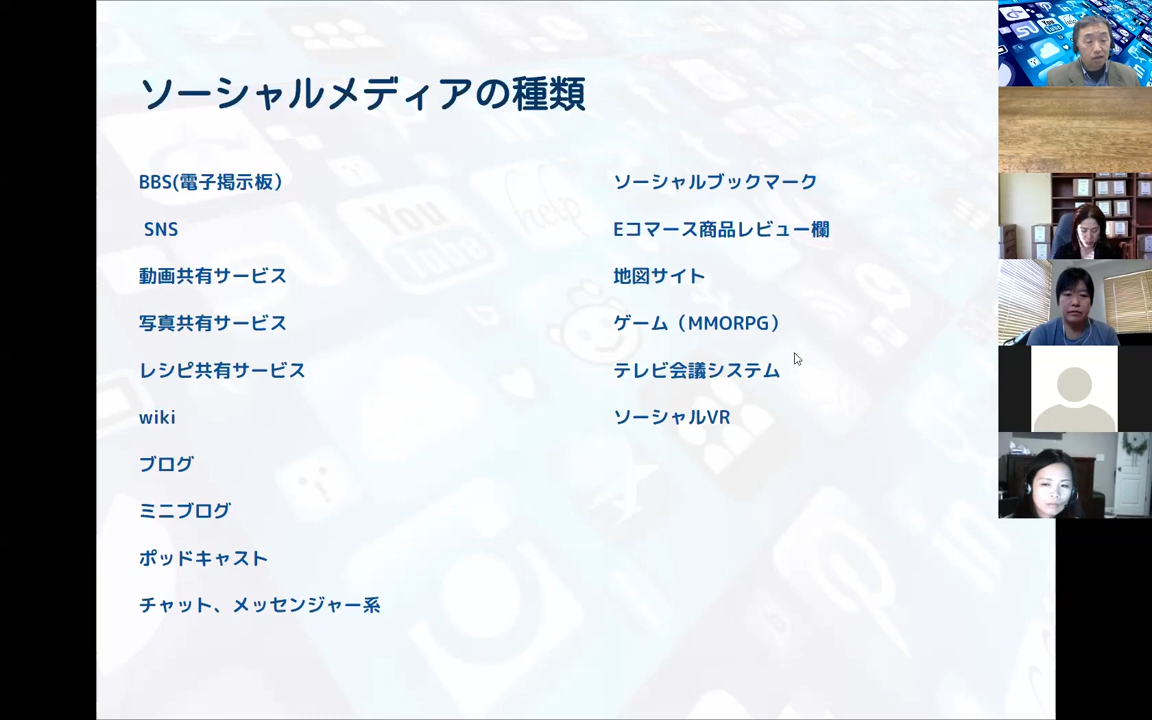 ソーシャルメディアの種類
BBS(電子掲示板）
SNS
動画共有サービス
写真共有サービス
レシピ共有サービス
wiki
ブログ
ミニブログ
ポッドキャスト
チャット、メッセンジャー系
ソーシャルブックマーク
Eコマース商品レビュー欄
地図サイト
ゲーム（MMORPG）
テレビ会議システム
ソーシャルVR
You
Tube
help
in
You